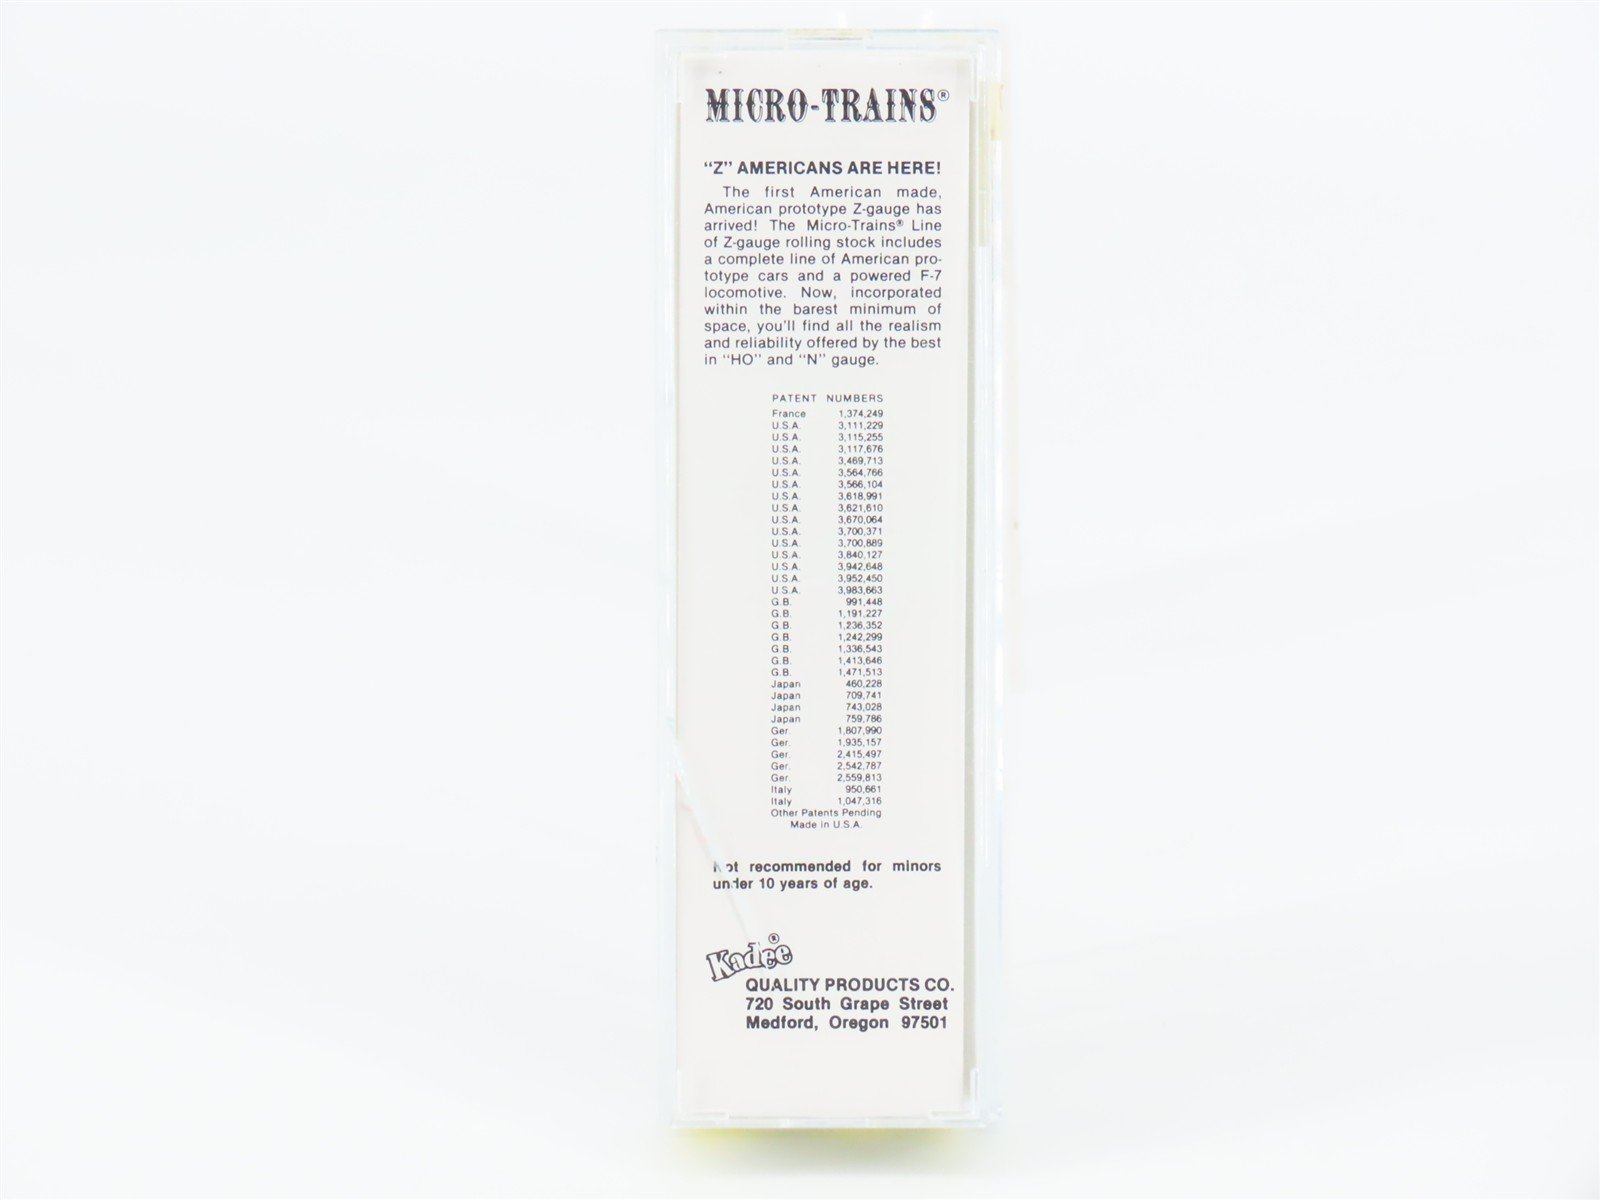 MICRO-TRAINS®
"Z" AMERICANS ARE HERE!
The first American made,
American prototype Z-gauge has
arrived! The Micro-Trains® Line
of Z-gauge rolling stock includes
a complete line of American pro-
totype cars and a powered F-7
locomotive. Now, incorporated
within the barest minimum of
space, you'll find all the realism
and reliability offered by the best
in "HO" and "N" gauge.
PATENT NUMBERS
France 1,374,249
U.S.A. 3,111,229
U.S.A. 3,115,255
U.S.A. 3,117,676
U.S.A. 3,469,713
U.S.A. 3,564,766
U.S.A. 3,566,104
U.S.A. 3,618,991
U.S.A. 3,621,610
U.S.A. 3,670,064
U.S.A. 3,700,371
U.S.A. 3,700,889
U.S.A. 3,840,127
U.S.A. 3,942,648
U.S.A. 3,952,450
U.S.A. 3,983,663
G.B. 991,448
G.B. 1,191,227
G.B. 1,236,352
G.B. 1,242,299
G.B. 1,336,543
G.B. 1,413,646
G.B. 1,471,513
Japan 460,228
Japan 709,741
Japan 743,028
Japan 759,786
Ger. 1,807,990
Ger. 1,935,157
Ger. 2,415,497
Ger. 2,542,787
Ger. 2,559,813
Italy 950,661
Italy 1,047,316
Other Patents Pending
Made in U.S.A.
Not recommended for minors
under 10 years of age.
Kadee®
QUALITY PRODUCTS CO.
720 South Grape Street
Medford, Oregon 97501